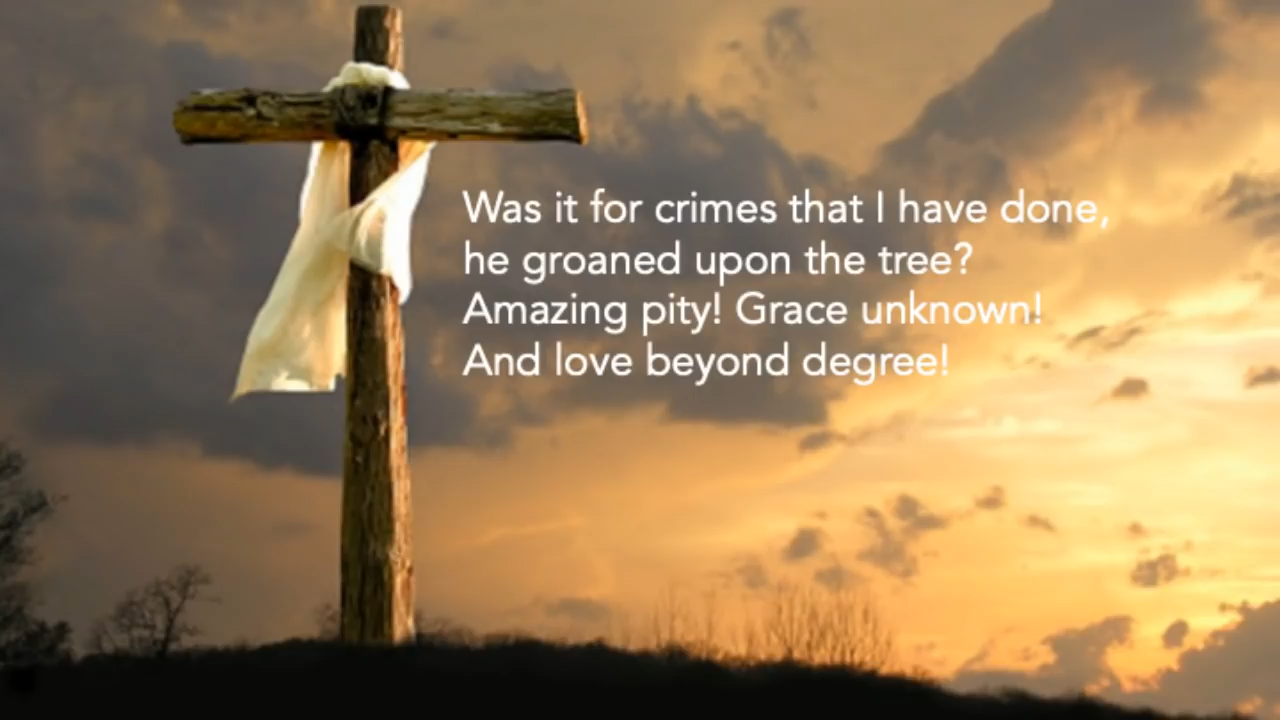 Was it for crimes that I have done,
he groaned upon the tree?
Amazing pity! Grace unknown!
And love beyond degree!